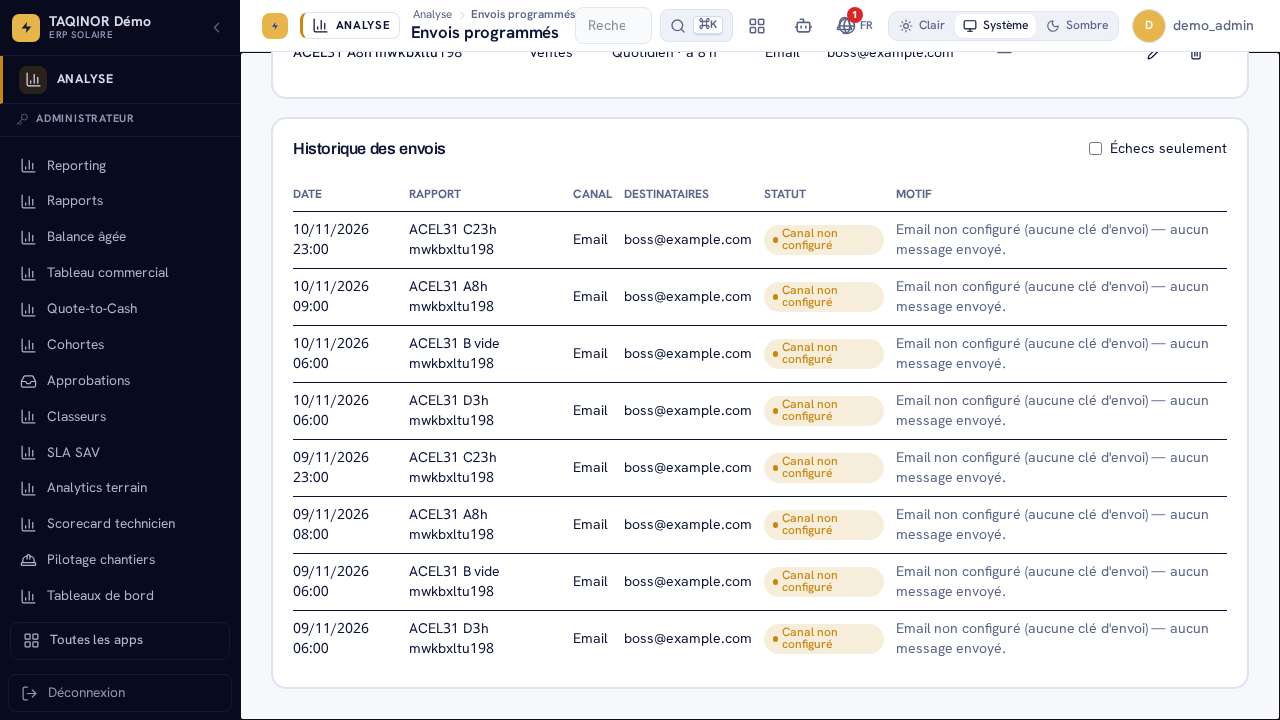 TAQINOR Démo
ERP SOLAIRE
ANALYSE
ADMINISTRATEUR
Reporting
Rapports
Balance âgée
Tableau commercial
Quote-to-Cash
Cohortes
Approbations
Classeurs
SLA SAV
Analytics terrain
Scorecard technicien
Pilotage chantiers
Tableaux de bord
Toutes les apps
Déconnexion
ANALYSE
Analyse > Envois programmés
Envois programmés
Reche
⌘K
1
FR
Clair
Système
Sombre
D
demo_admin
ACEL31 A8h mwkbxltu198 Ventes Quotidien · à 8 h Email boss@example.com —
Historique des envois
Échecs seulement
DATE RAPPORT CANAL DESTINATAIRES STATUT MOTIF
10/11/2026 ACEL31 C23h Email boss@example.com Canal non Email non configuré (aucune clé d'envoi) — aucun
23:00 mwkbxltu198 configuré message envoyé.
10/11/2026 ACEL31 A8h Email boss@example.com Canal non Email non configuré (aucune clé d'envoi) — aucun
09:00 mwkbxltu198 configuré message envoyé.
10/11/2026 ACEL31 B vide Email boss@example.com Canal non Email non configuré (aucune clé d'envoi) — aucun
06:00 mwkbxltu198 configuré message envoyé.
10/11/2026 ACEL31 D3h Email boss@example.com Canal non Email non configuré (aucune clé d'envoi) — aucun
06:00 mwkbxltu198 configuré message envoyé.
09/11/2026 ACEL31 C23h Email boss@example.com Canal non Email non configuré (aucune clé d'envoi) — aucun
23:00 mwkbxltu198 configuré message envoyé.
09/11/2026 ACEL31 A8h Email boss@example.com Canal non Email non configuré (aucune clé d'envoi) — aucun
08:00 mwkbxltu198 configuré message envoyé.
09/11/2026 ACEL31 B vide Email boss@example.com Canal non Email non configuré (aucune clé d'envoi) — aucun
06:00 mwkbxltu198 configuré message envoyé.
09/11/2026 ACEL31 D3h Email boss@example.com Canal non Email non configuré (aucune clé d'envoi) — aucun
06:00 mwkbxltu198 configuré message envoyé.